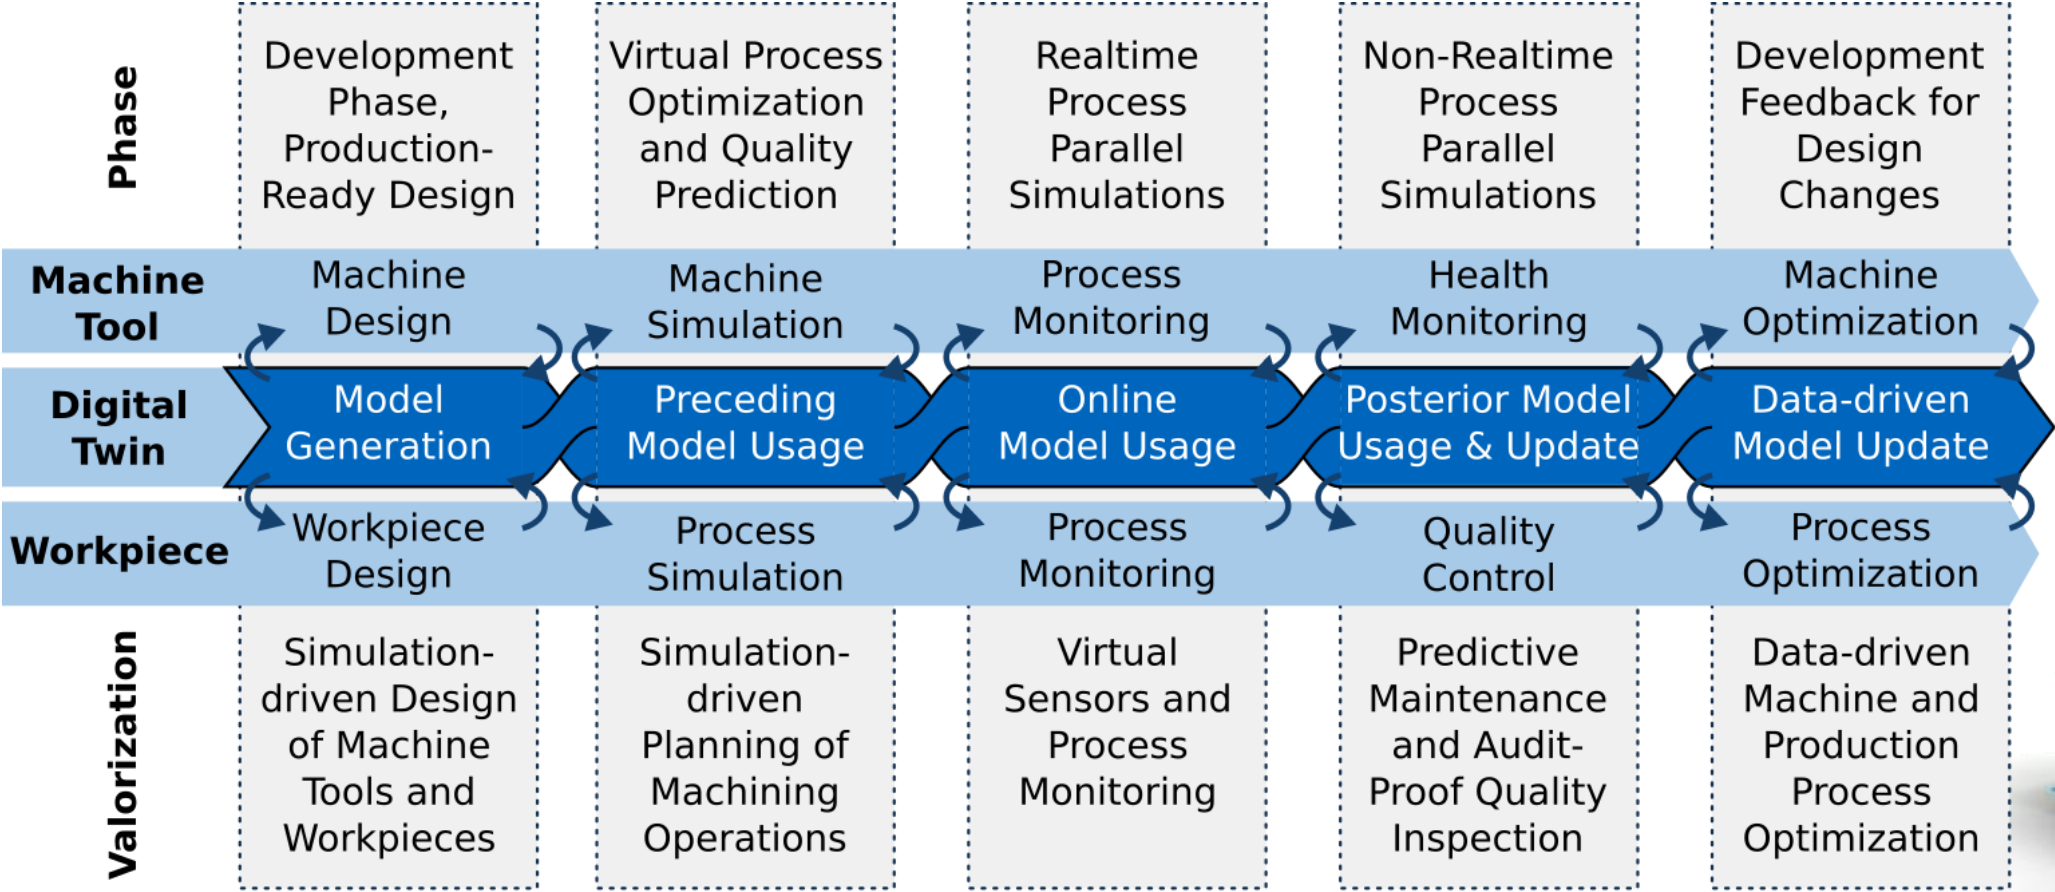 Phase
Development
Phase,
Production-
Ready Design
Virtual Process
Optimization
and Quality
Prediction
Realtime
Process
Parallel
Simulations
Non-Realtime
Process
Parallel
Simulations
Development
Feedback for
Design
Changes
Machine
Tool
Machine
Design
Machine
Simulation
Process
Monitoring
Health
Monitoring
Machine
Optimization
Digital
Twin
Model
Generation
Preceding
Model Usage
Online
Model Usage
Posterior Model
Usage & Update
Data-driven
Model Update
Workpiece
Workpiece
Design
Process
Simulation
Process
Monitoring
Quality
Control
Process
Optimization
Valorization
Simulation-
driven Design
of Machine
Tools and
Workpieces
Simulation-
driven
Planning of
Machining
Operations
Virtual
Sensors and
Process
Monitoring
Predictive
Maintenance
and Audit-
Proof Quality
Inspection
Data-driven
Machine and
Production
Process
Optimization